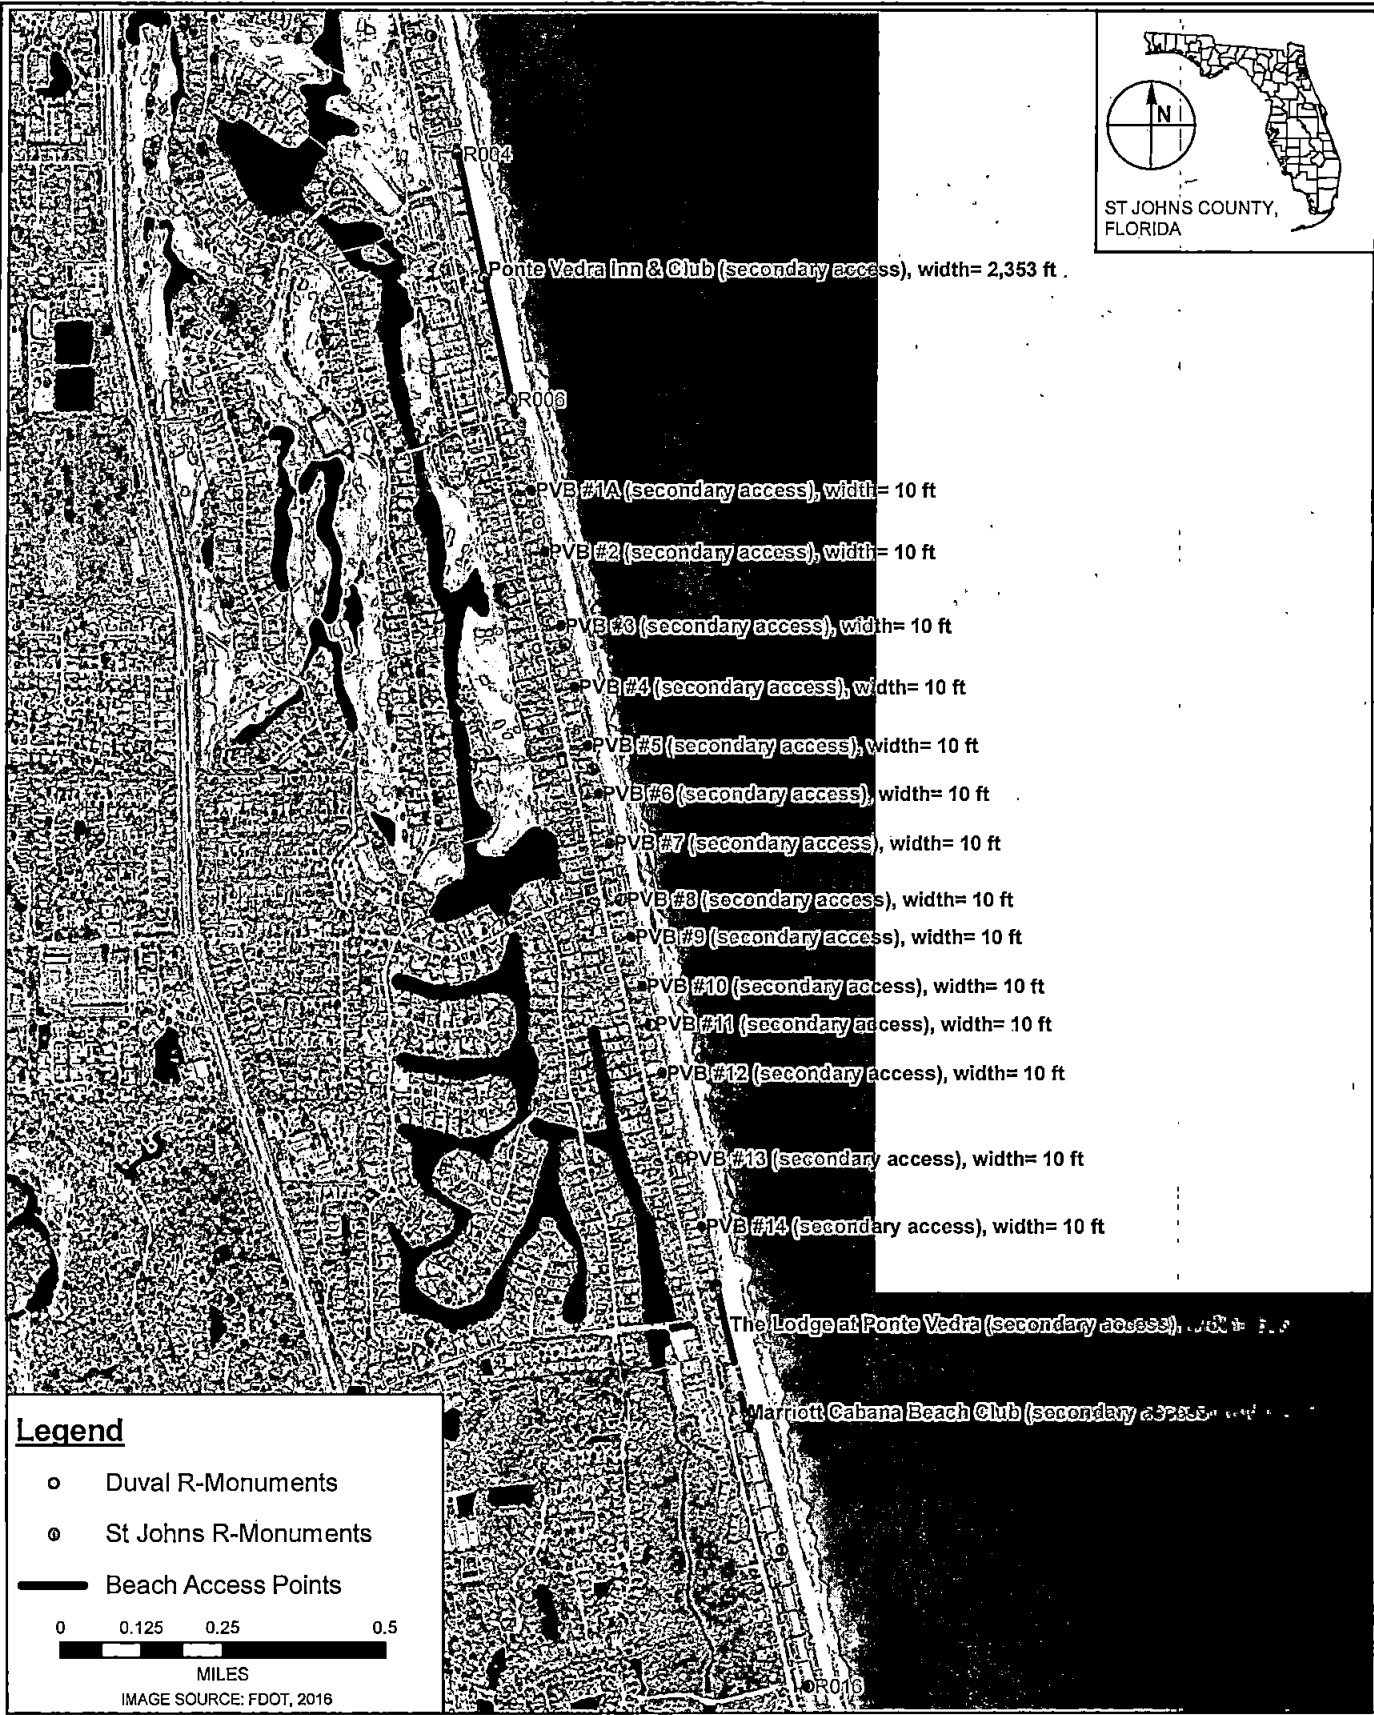 N
ST JOHNS COUNTY,
FLORIDA
R004
Ponte Vedra Inn & Club (secondary access), width= 2,353 ft
R006
PVB #1A (secondary access), width= 10 ft
PVB #2 (secondary access), width= 10 ft
PVB #3 (secondary access), width= 10 ft
PVB #4 (secondary access), width= 10 ft
PVB #5 (secondary access), width= 10 ft
PVB #6 (secondary access), width= 10 ft
PVB #7 (secondary access), width= 10 ft
PVB #8 (secondary access), width= 10 ft
PVB #9 (secondary access), width= 10 ft
PVB #10 (secondary access), width= 10 ft
PVB #11 (secondary access), width= 10 ft
PVB #12 (secondary access), width= 10 ft
PVB #13 (secondary access), width= 10 ft
PVB #14 (secondary access), width= 10 ft
The Lodge at Ponte Vedra (secondary access),
Marriott Cabana Beach Club (secondary access
R016
Legend
Duval R-Monuments
St Johns R-Monuments
Beach Access Points
0 0.125 0.25 0.5
MILES
IMAGE SOURCE: FDOT, 2016